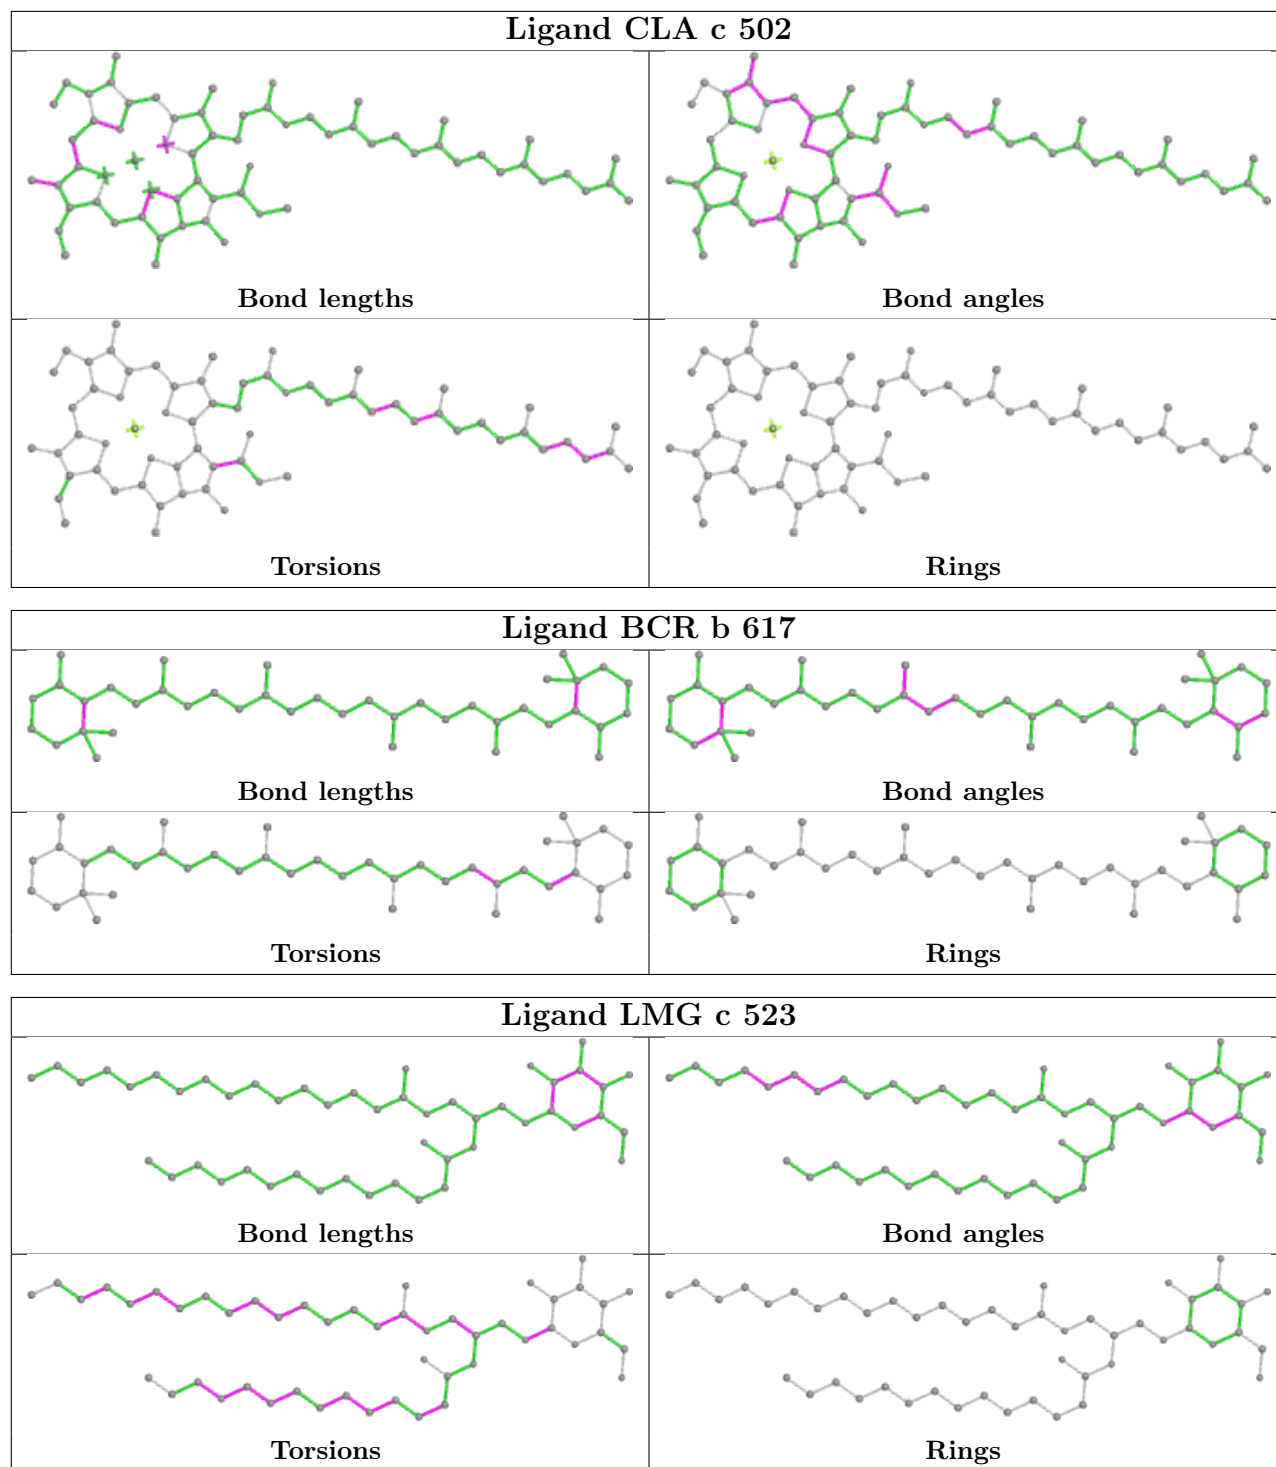 Ligand CLA c 502
Bond lengths
Bond angles
Torsions
Rings
Ligand BCR b 617
Bond lengths
Bond angles
Torsions
Rings
Ligand LMG c 523
Bond lengths
Bond angles
Torsions
Rings